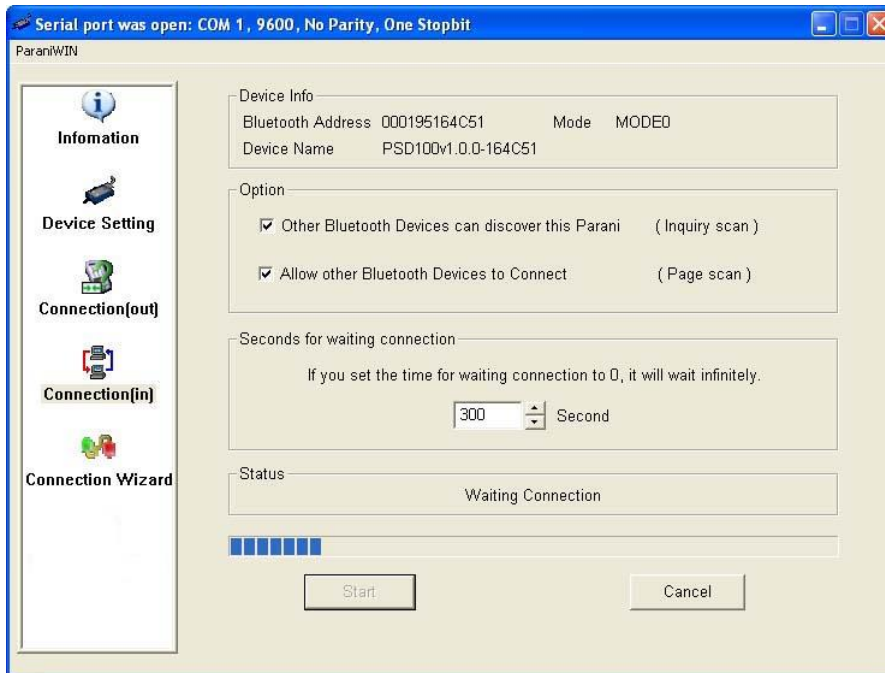 Serial port was open: COM 1, 9600, No Parity, One Stopbit
ParaniWIN
Infomation
Device Setting
Connection(out)
Connection(in)
Connection Wizard
Device Info
Bluetooth Address 000195164C51 Mode MODE0
Device Name PSD100v1.0.0-164C51
Option
Other Bluetooth Devices can discover this Parani ( Inquiry scan )
Allow other Bluetooth Devices to Connect ( Page scan )
Seconds for waiting connection
If you set the time for waiting connection to 0, it will wait infinitely.
300 Second
Status
Waiting Connection
Start Cancel